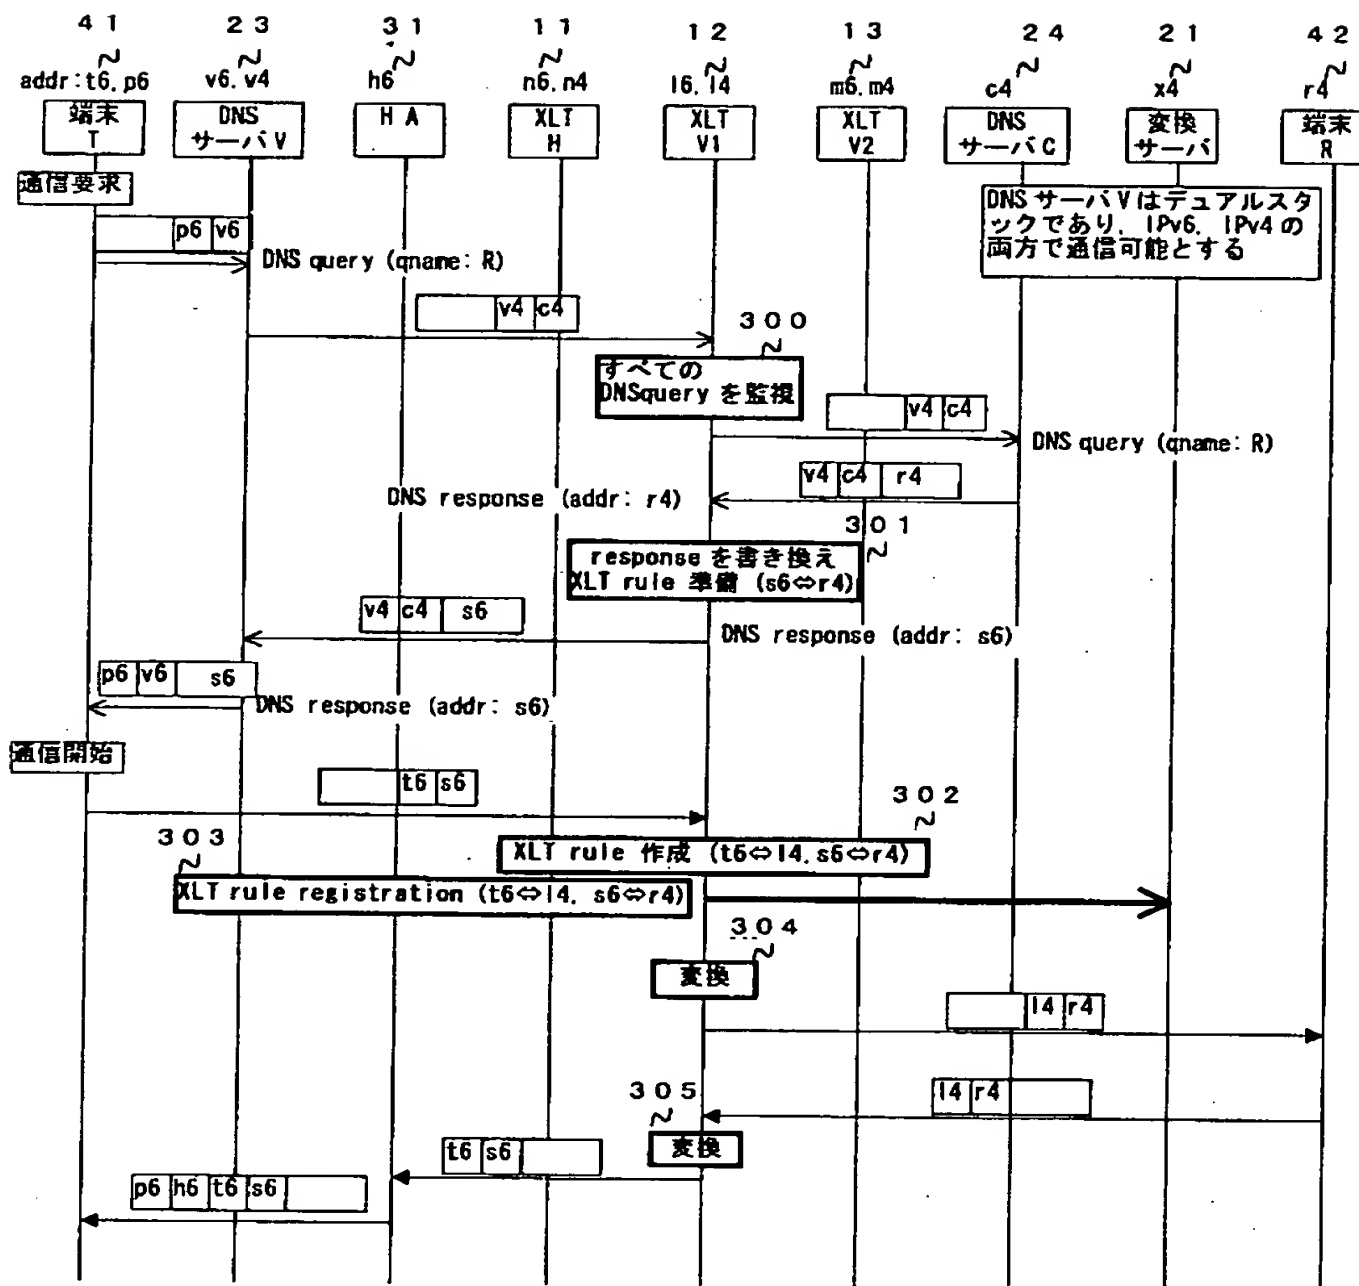 41 23 31 11 12 13 24 21 42
addr:t6,p6 v6,v4 h6 n6,n4 l6,l4 m6,m4 c4 x4 r4
端末 T
DNS サーバV
HA
XLT H
XLT V1
XLT V2
DNS サーバC
変換 サーバ
端末 R
通信要求
DNS サーバVはデュアルスタ
ックであり, IPv6, IPv4 の
両方で通信可能とする
p6 v6
DNS query (qname: R)
v4 c4
300
すべての
DNSquery を監視
v4 c4
DNS query (qname: R)
v4 c4 r4
DNS response (addr: r4)
301
response を書き換え
XLT rule 準備 (s6⇔r4)
v4 c4 s6
DNS response (addr: s6)
p6 v6 s6
DNS response (addr: s6)
通信開始
t6 s6
302
XLT rule 作成 (t6⇔l4, s6⇔r4)
303
XLT rule registration (t6⇔l4, s6⇔r4)
304
変換
l4 r4
305
l4 r4
変換
t6 s6
p6 h6 t6 s6